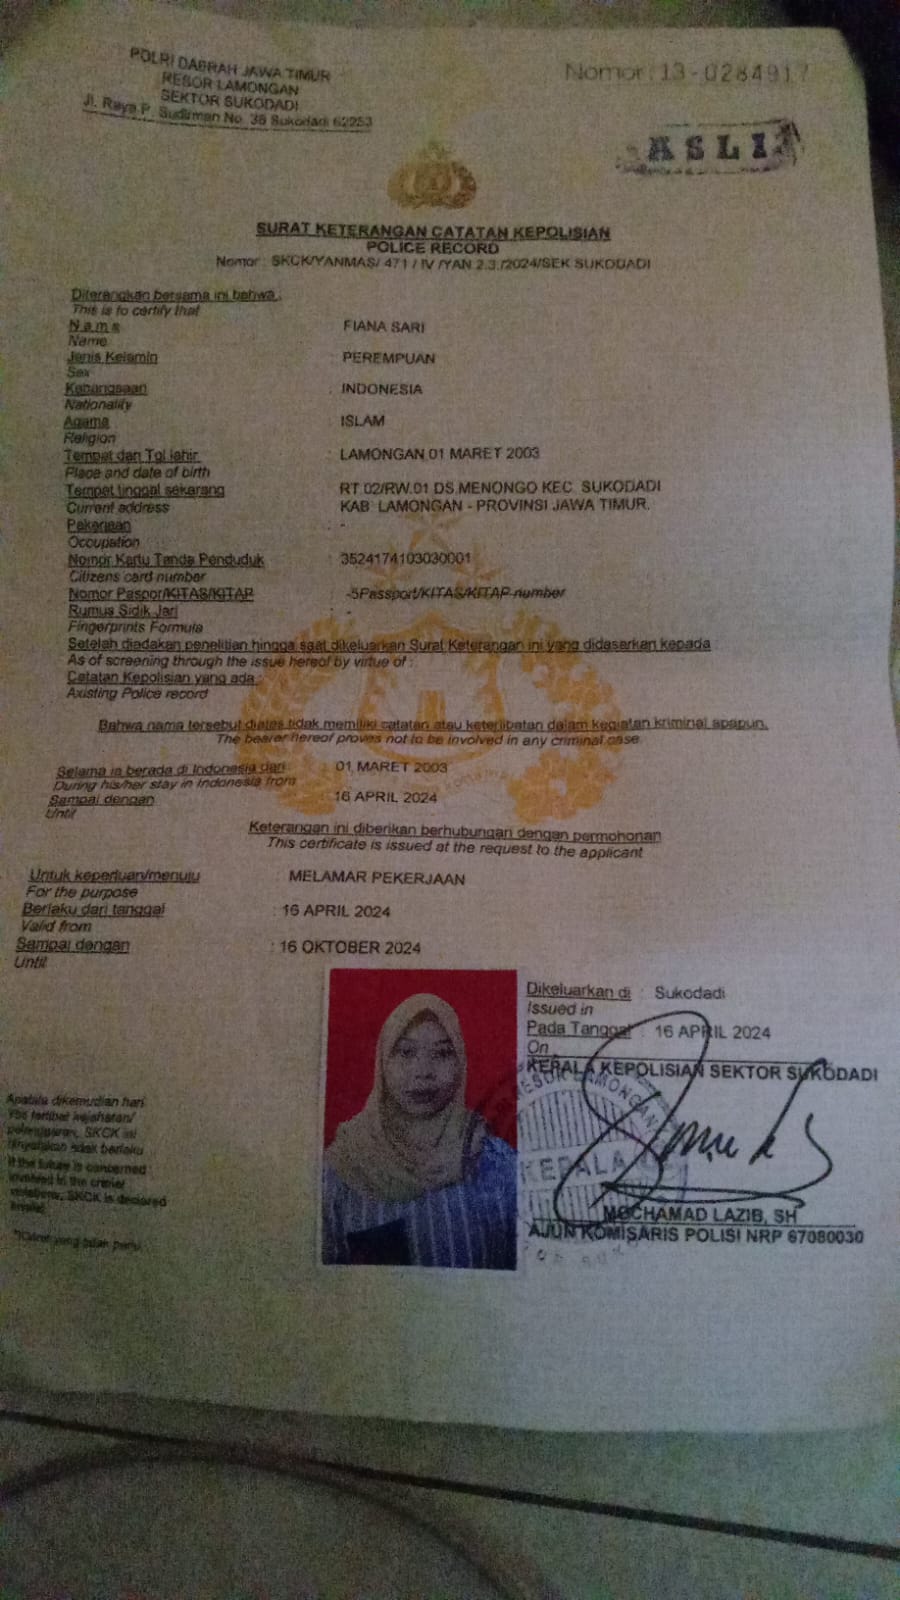 POLRI DAERAH JAWA TIMUR
RESOR LAMONGAN
SEKTOR SUKODADI
Jl. Raya P. Sudirman No. 36 Sukodadi 62253
Nomor : 13-0284917
ASLI
SURAT KETERANGAN CATATAN KEPOLISIAN
POLICE RECORD
Nomor : SKCK/YANMAS/ 471 / IV /YAN 2.3./2024/SEK SUKODADI
Diterangkan bersama ini bahwa :
This is to certify that
N a m a : FIANA SARI
Name
Jenis Kelamin : PEREMPUAN
Sex
Kebangsaan : INDONESIA
Nationality
Agama : ISLAM
Religion
Tempat dan Tgl lahir : LAMONGAN,01 MARET 2003
Place and date of birth
Tempat tinggal sekarang : RT.02/RW.01 DS.MENONGO KEC. SUKODADI
Current address KAB. LAMONGAN - PROVINSI JAWA TIMUR.
Pekerjaan : -
Occupation
Nomor Kartu Tanda Penduduk : 3524174103030001
Citizens card number
Nomor Paspor/KITAS/KITAP : -5Passport/KITAS/KITAP number
Rumus Sidik Jari :
Fingerprints Formula
Setelah diadakan penelitian hingga saat dikeluarkan Surat Keterangan ini yang didasarkan kepada :
As of screening through the issue hereof by virtue of :
Catatan Kepolisian yang ada :
Axisting Police record
Bahwa nama tersebut diatas tidak memiliki catatan atau keterlibatan dalam kegiatan kriminal apapun.
The bearer hereof proves not to be involved in any criminal case
Selama ia berada di Indonesia dari : 01 MARET 2003
During his/her stay in Indonesia from
Sampai dengan : 16 APRIL 2024
Until
Keterangan ini diberikan berhubungan dengan permohonan
This certificate is issued at the request to the applicant
Untuk keperluan/menuju : MELAMAR PEKERJAAN
For the purpose
Berlaku dari tanggal : 16 APRIL 2024
Valid from
Sampai dengan : 16 OKTOBER 2024
Until
Dikeluarkan di : Sukodadi
Issued in
Pada Tanggal : 16 APRIL 2024
On
KEPALA KEPOLISIAN SEKTOR SUKODADI
RESOR LAMONGAN
KEPALA
MOCHAMAD LAZIB, SH
AJUN KOMISARIS POLISI NRP 67080030
Apabila dikemudian hari
SKCK ini
dinyatakan tidak berlaku
If the future is concerned
involved in the
SKCK is declared